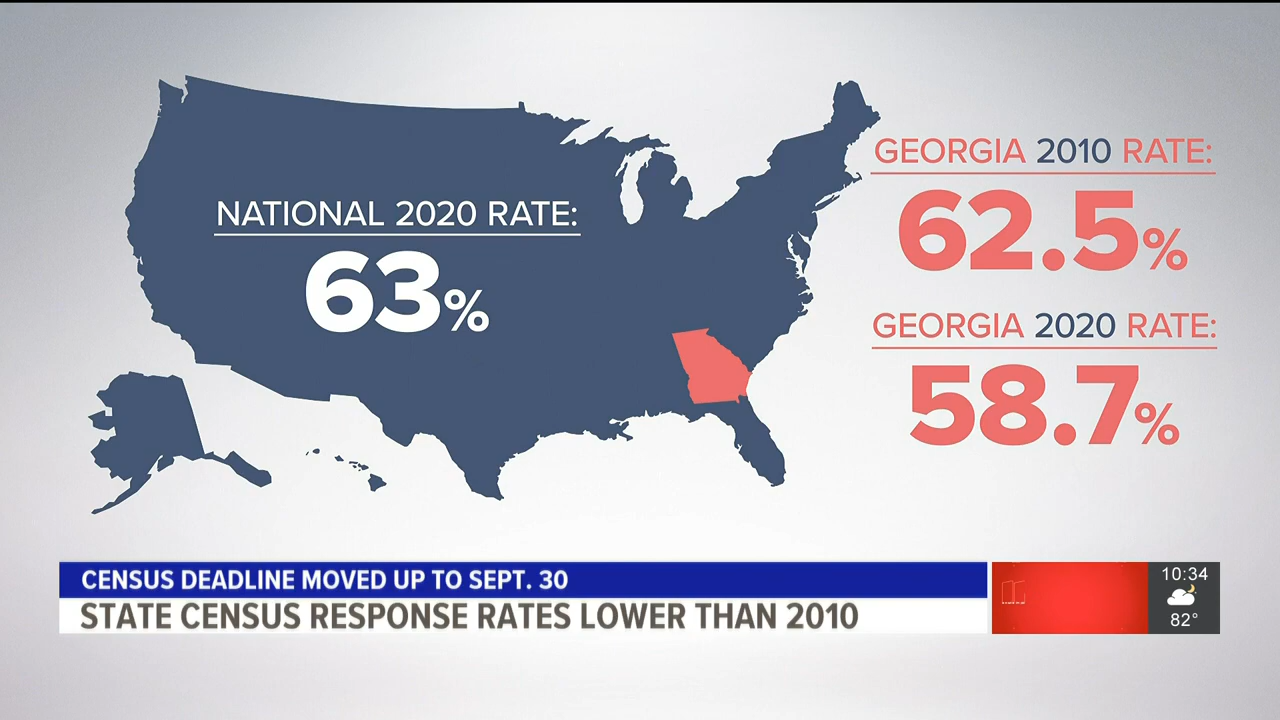 NATIONAL 2020 RATE:
63%
GEORGIA 2010 RATE:
62.5%
GEORGIA 2020 RATE:
58.7%
CENSUS DEADLINE MOVED UP TO SEPT. 30
STATE CENSUS RESPONSE RATES LOWER THAN 2010
10:34
82°